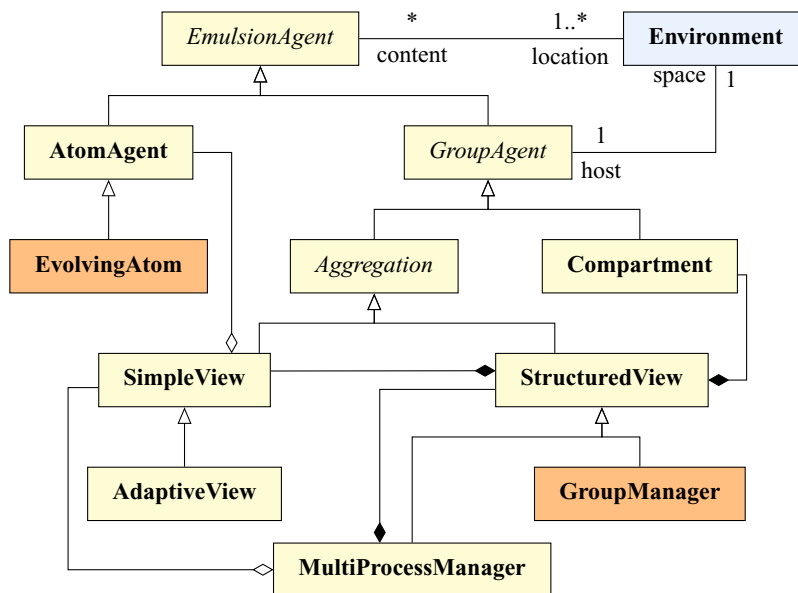 EmulsionAgent
*
content
1..*
location
Environment
space
1
AtomAgent
GroupAgent
1
host
EvolvingAtom
Aggregation
Compartment
SimpleView
StructuredView
AdaptiveView
GroupManager
MultiProcessManager